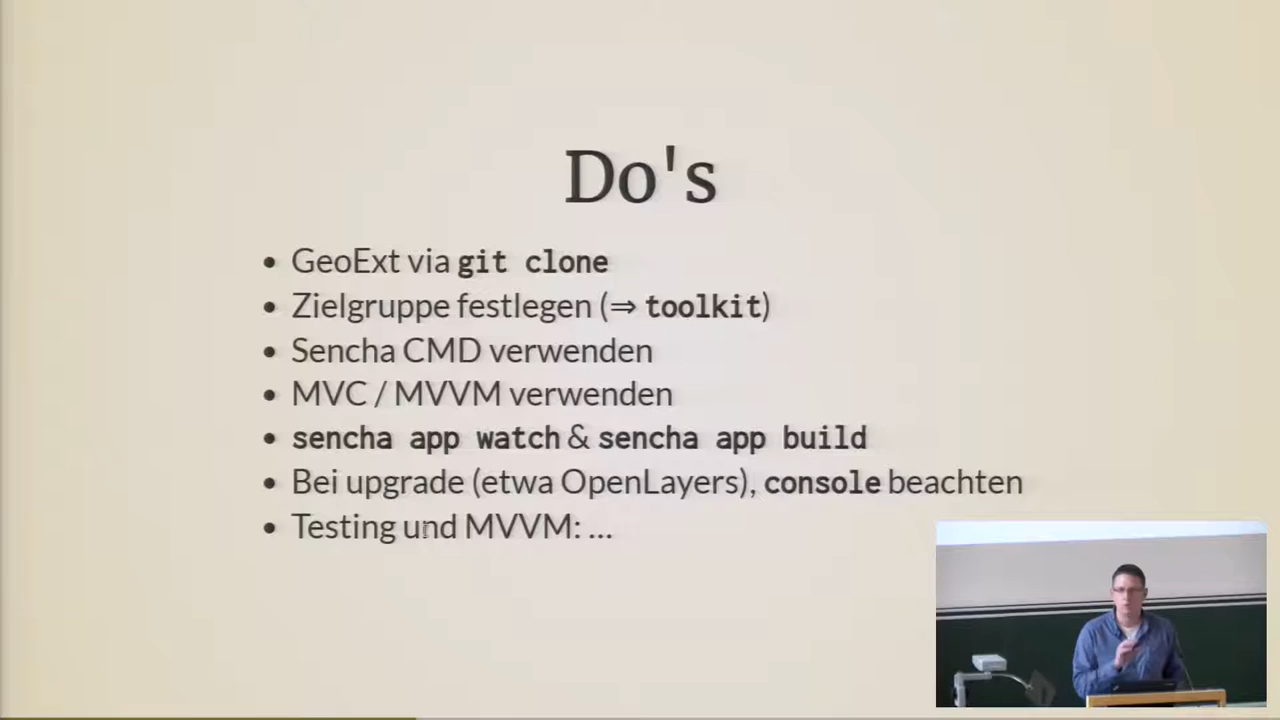 Do's
GeoExt via git clone
Zielgruppe festlegen (⇒ toolkit)
Sencha CMD verwenden
MVC / MVVM verwenden
sencha app watch & sencha app build
Bei upgrade (etwa OpenLayers), console beachten
Testing und MVVM: ...